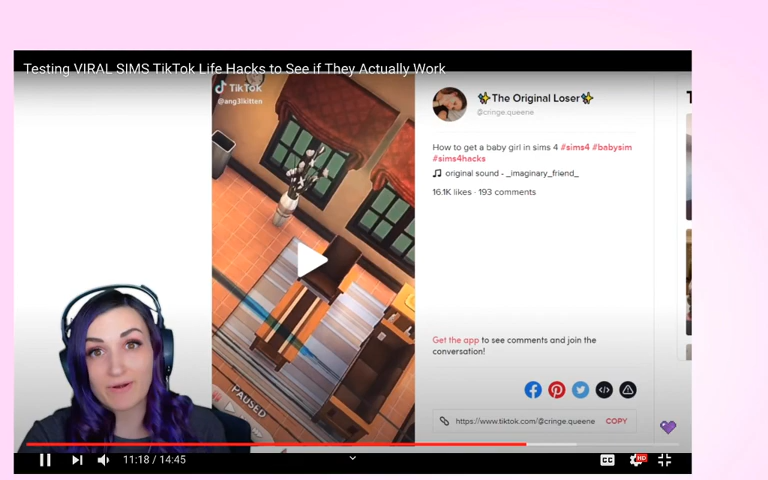 Testing VIRAL SIMS TikTok Life Hacks to See if They Actually Work
TikTok
@ang3lkitten
✨The Original Loser✨
@cringe.queene
How to get a baby girl in sims 4 #sims4 #babysim
#sims4hacks
original sound - _imaginary_friend_
16.1K likes · 193 comments
Get the app to see comments and join the
conversation!
PAUSED
https://www.tiktok.com/@cringe.queene COPY
11:18 / 14:45
CC
HD